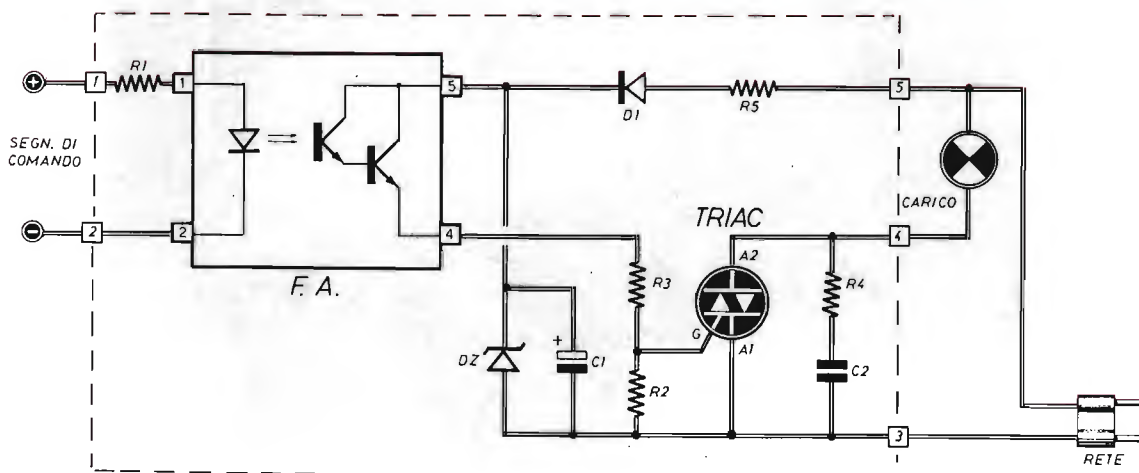 +
1
R1
1
5
D1
R5
5
SEGN. DI
COMANDO
CARICO
TRIAC
−
2
2
4
4
F. A.
R3
A2
R4
G
A1
DZ
+
C1
R2
C2
3
RETE